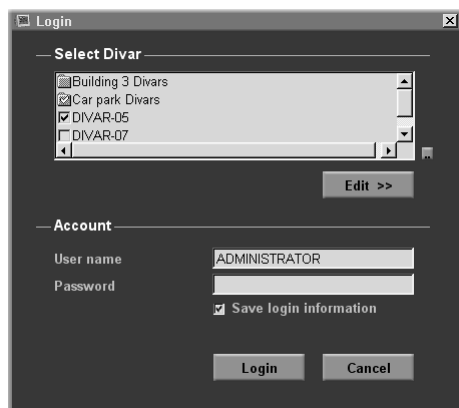 Login
Select Divar
Building 3 Divars
Car park Divars
DIVAR-05
DIVAR-07
Edit >>
Account
User name ADMINISTRATOR
Password
Save login information
Login Cancel